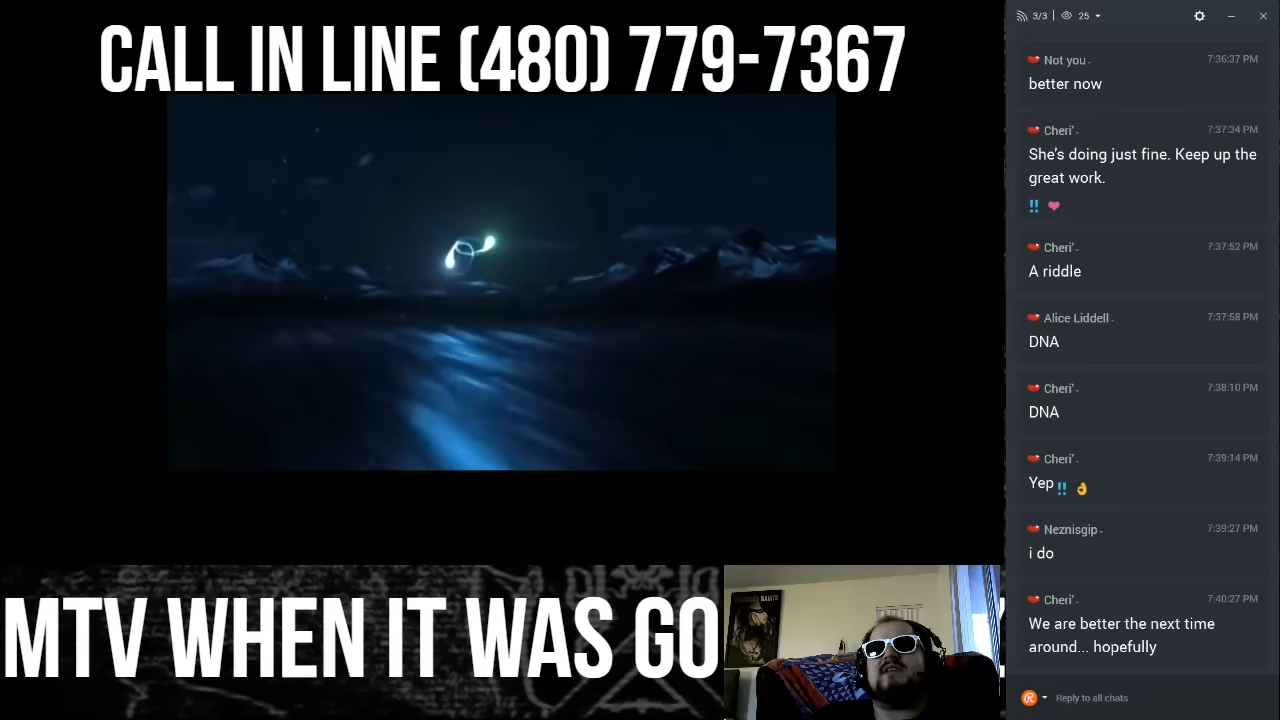 CALL IN LINE (480) 779-7367
MTV WHEN IT WAS GO
3/3 25
Not you 7:36:37 PM
better now
Cheri' 7:37:34 PM
She's doing just fine. Keep up the
great work.
‼ ❤
Cheri' 7:37:52 PM
A riddle
Alice Liddell 7:37:58 PM
DNA
Cheri' 7:38:10 PM
DNA
Cheri' 7:39:14 PM
Yep ‼ 👌
Neznisgip 7:39:27 PM
i do
Cheri' 7:40:27 PM
We are better the next time
around... hopefully
Reply to all chats